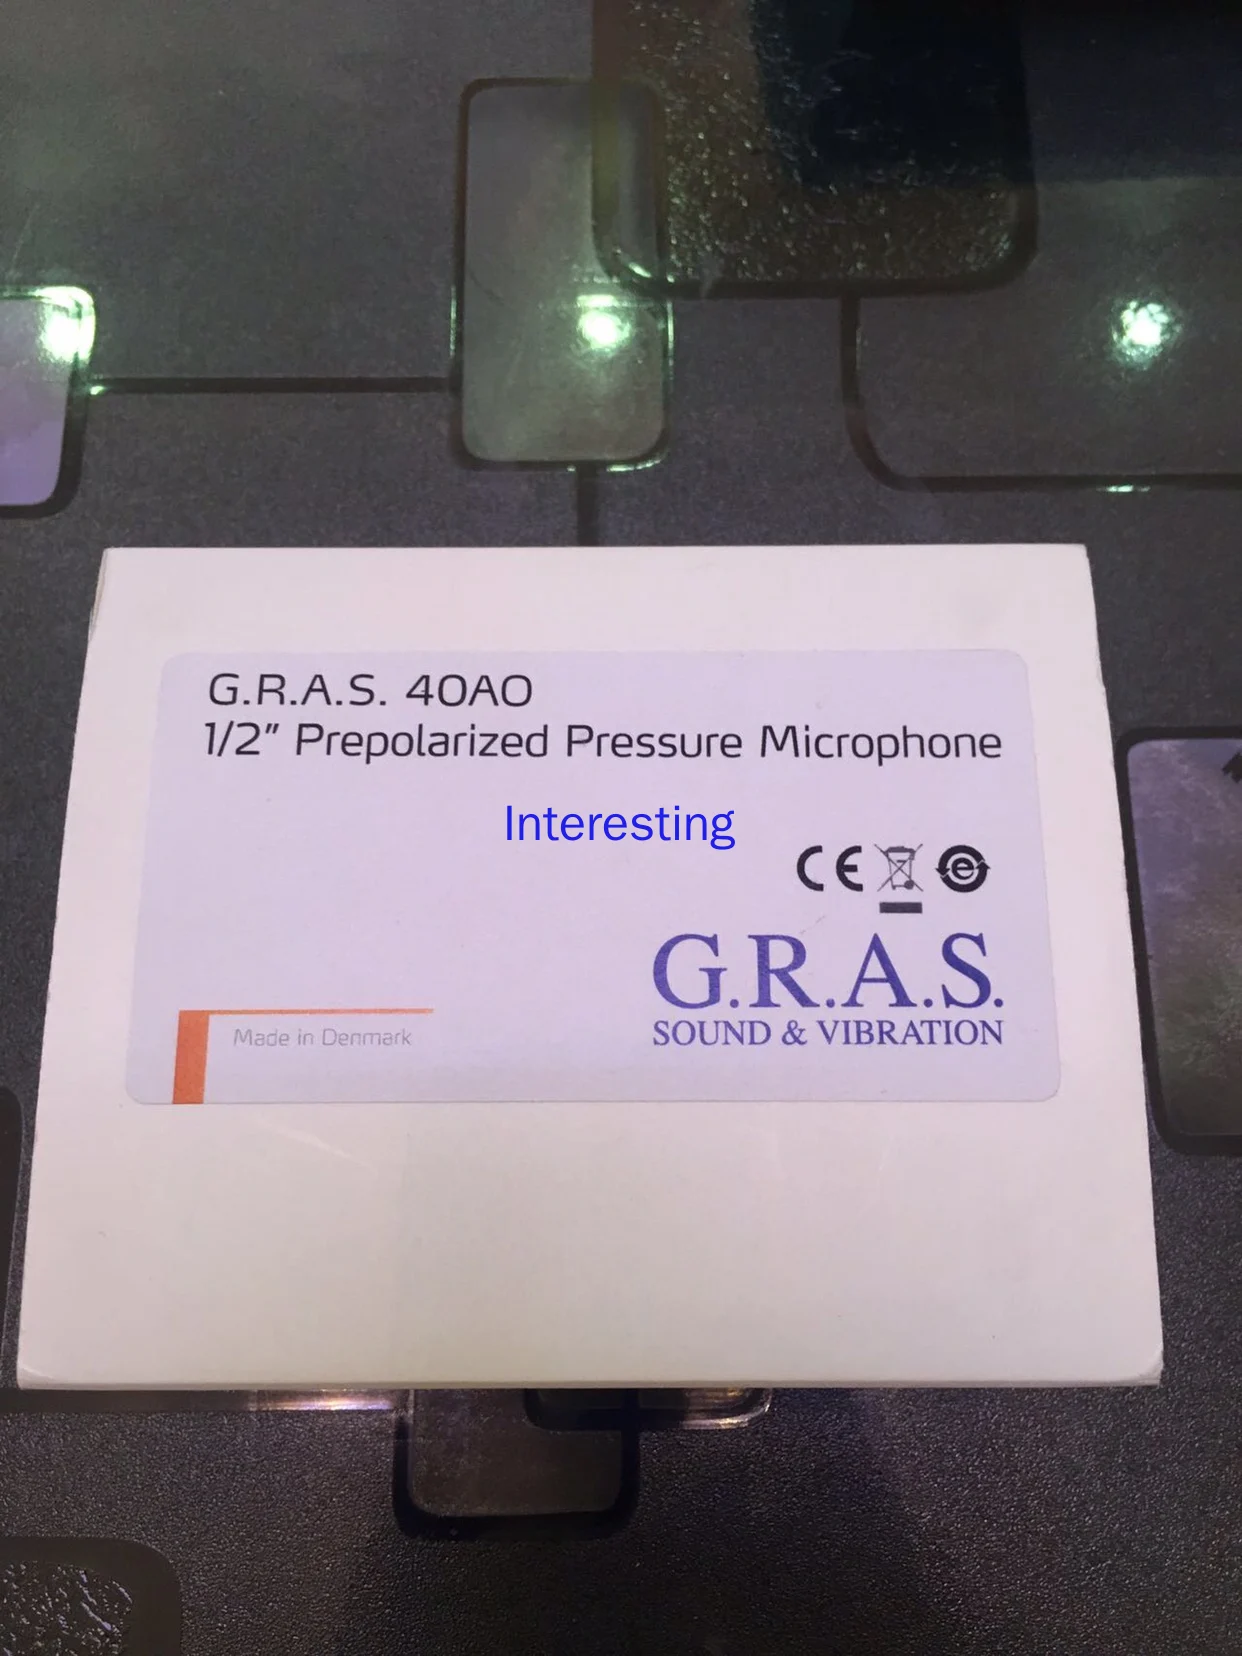 G.R.A.S. 40AO
1/2" Prepolarized Pressure Microphone
Interesting
CE
G.R.A.S.
SOUND & VIBRATION
Made in Denmark